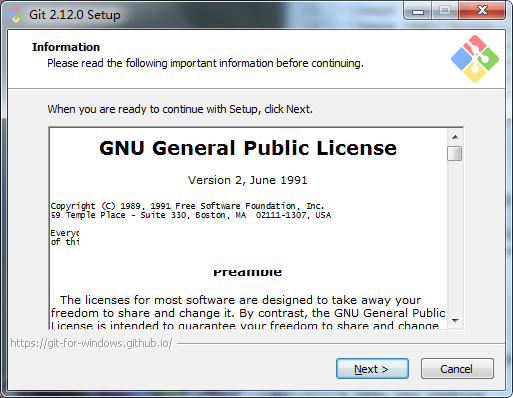 Git 2.12.0 Setup
Information
Please read the following important information before continuing.
When you are ready to continue with Setup, click Next.
GNU General Public License
Version 2, June 1991
Copyright (C) 1989, 1991 Free Software Foundation, Inc.
59 Temple Place - Suite 330, Boston, MA  02111-1307, USA
of thi
Preamble
The licenses for most software are designed to take away your
freedom to share and change it. By contrast, the GNU General Public
License is intended to guarantee your freedom to share and change
https://git-for-windows.github.io/
Next >
Cancel